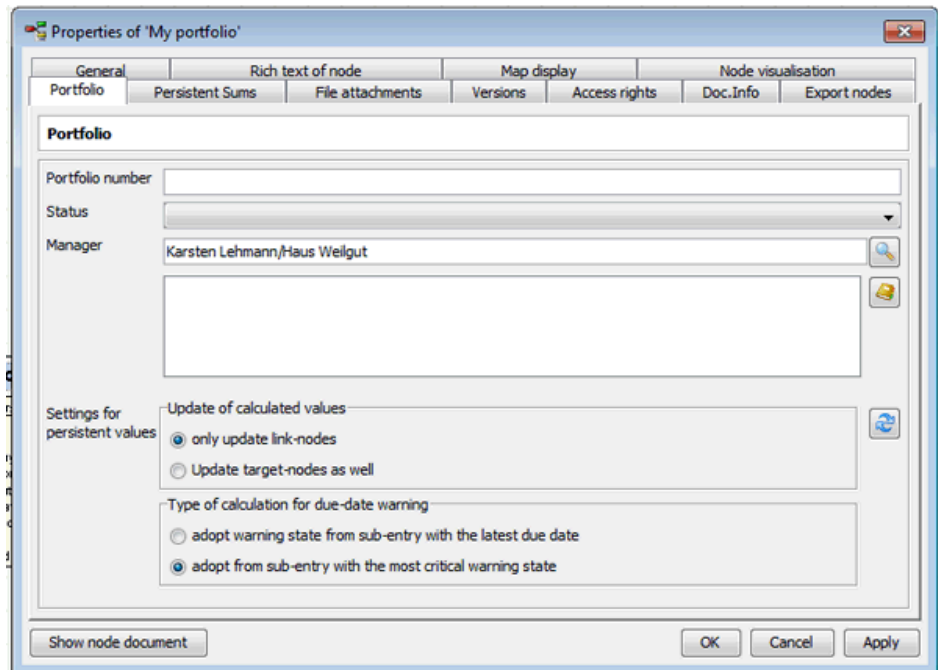 Properties of 'My portfolio'
General Rich text of node Map display Node visualisation
Portfolio Persistent Sums File attachments Versions Access rights Doc.Info Export nodes
Portfolio
Portfolio number
Status
Manager Karsten Lehmann/Haus Weilgut
Settings for
persistent values
Update of calculated values
only update link-nodes
Update target-nodes as well
Type of calculation for due-date warning
adopt warning state from sub-entry with the latest due date
adopt from sub-entry with the most critical warning state
Show node document OK Cancel Apply